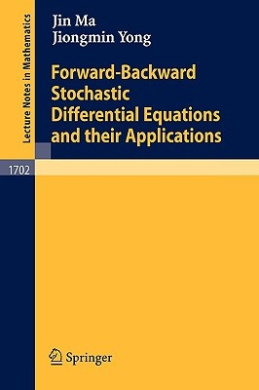 Jin Ma
Jiongmin Yong
Forward-Backward
Stochastic
Differential Equations
and their Applications
Lecture Notes in Mathematics
1702
Springer